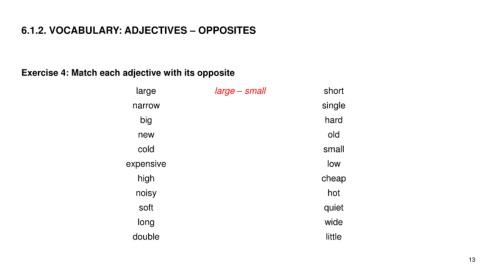 6.1.2. VOCABULARY: ADJECTIVES – OPPOSITES
Exercise 4: Match each adjective with its opposite
large large – small short
narrow single
big hard
new old
cold small
expensive low
high cheap
noisy hot
soft quiet
long wide
double little
13